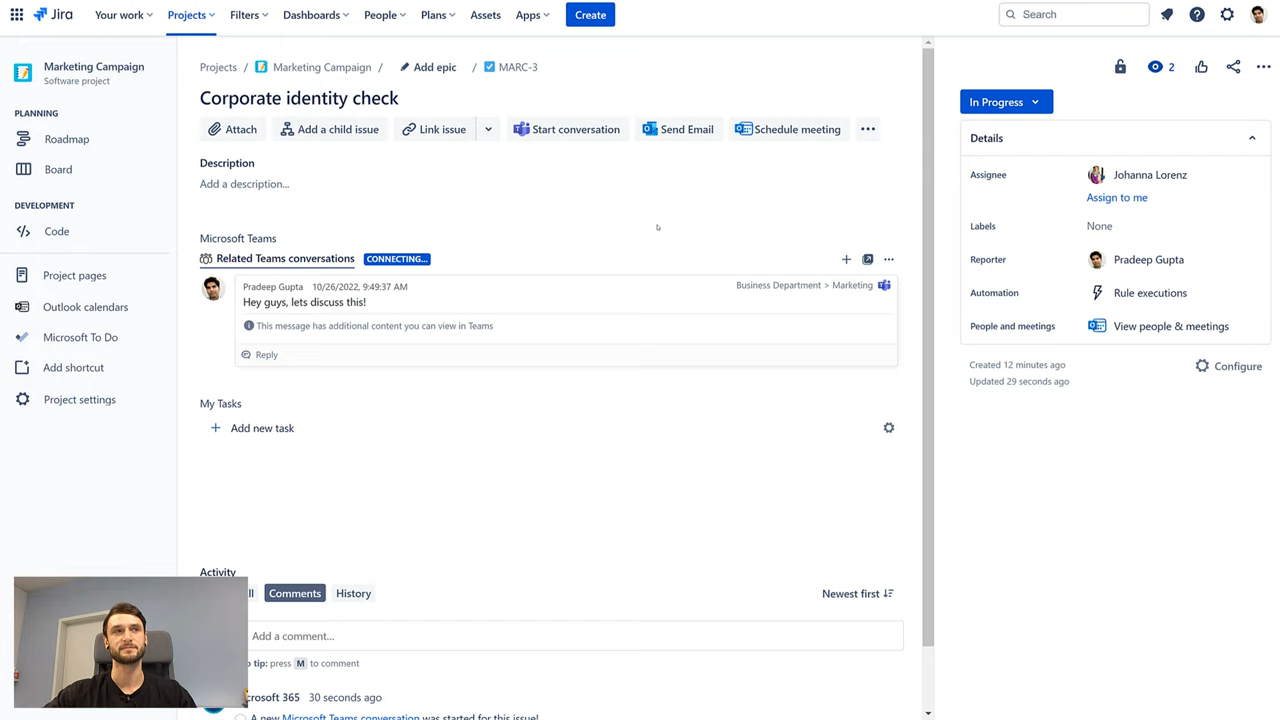 Jira
Your work
Projects
Filters
Dashboards
People
Plans
Assets
Apps
Create
Search
Marketing Campaign
Software project
PLANNING
Roadmap
Board
DEVELOPMENT
Code
Project pages
Outlook calendars
Microsoft To Do
Add shortcut
Project settings
Projects / Marketing Campaign / Add epic / MARC-3
Corporate identity check
Attach
Add a child issue
Link issue
Start conversation
Send Email
Schedule meeting
Description
Add a description...
Microsoft Teams
Related Teams conversations CONNECTING...
Pradeep Gupta 10/26/2022, 9:49:37 AM
Business Department > Marketing
Hey guys, lets discuss this!
This message has additional content you can view in Teams
Reply
My Tasks
Add new task
Activity
Comments
History
Newest first
Add a comment...
tip: press M to comment
365 30 seconds ago
A new Microsoft Teams conversation was started for this issue!
2
In Progress
Details
Assignee
Johanna Lorenz
Assign to me
Labels
None
Reporter
Pradeep Gupta
Automation
Rule executions
People and meetings
View people & meetings
Created 12 minutes ago
Updated 29 seconds ago
Configure